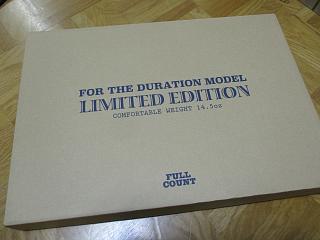 FOR THE DURATION MODEL
LIMITED EDITION
COMFORTABLE WEIGHT 14.5oz
FULL
COUNT